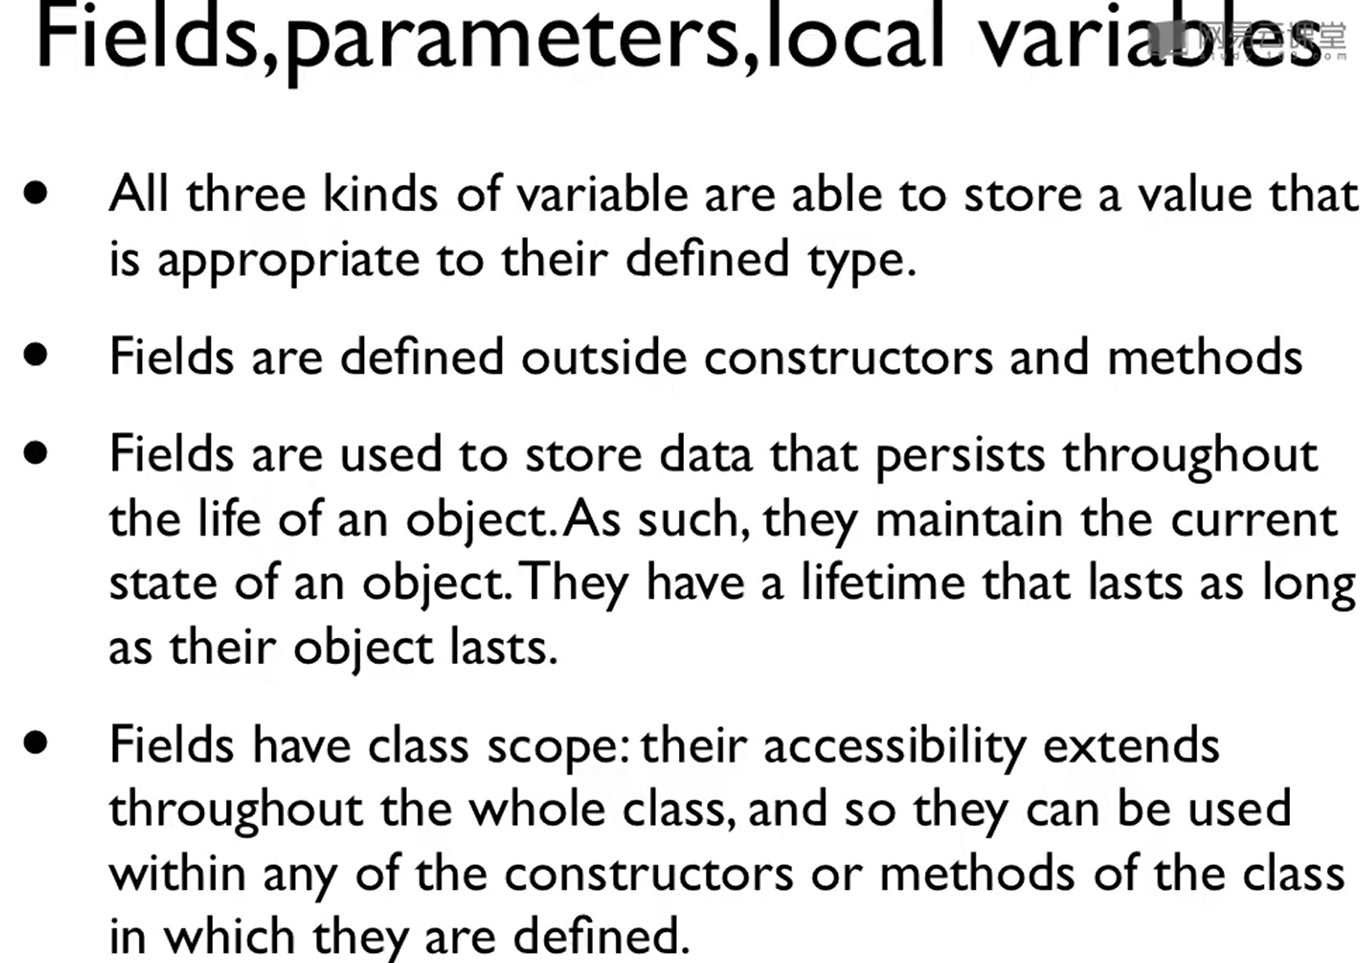 Fields,parameters,local variables
网易云课堂
study.163.com
• All three kinds of variable are able to store a value that
is appropriate to their defined type.
• Fields are defined outside constructors and methods
• Fields are used to store data that persists throughout
the life of an object. As such, they maintain the current
state of an object. They have a lifetime that lasts as long
as their object lasts.
• Fields have class scope: their accessibility extends
throughout the whole class, and so they can be used
within any of the constructors or methods of the class
in which they are defined.